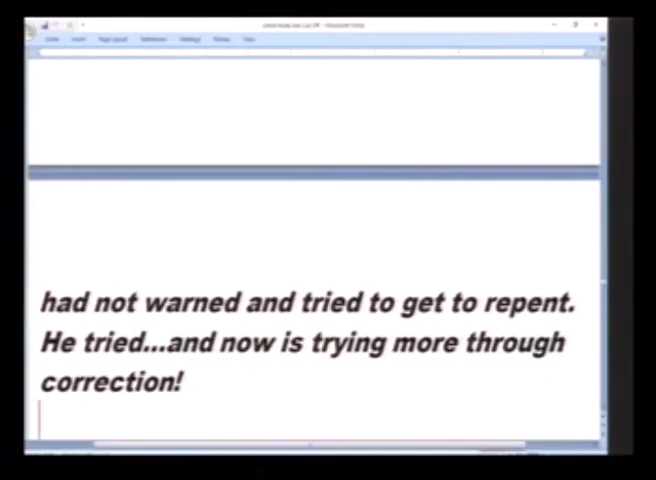 had not warned and tried to get to repent.
He tried...and now is trying more through
correction!